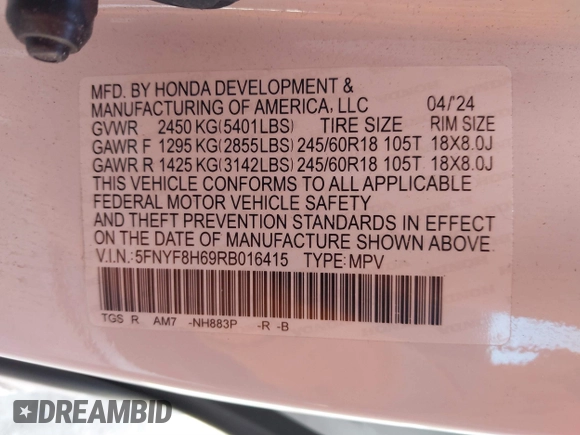 MFD. BY HONDA DEVELOPMENT &
MANUFACTURING OF AMERICA, LLC 04/'24
GVWR 2450 KG(5401LBS) TIRE SIZE RIM SIZE
GAWR F 1295 KG(2855LBS) 245/60R18 105T 18X8.0J
GAWR R 1425 KG(3142LBS) 245/60R18 105T 18X8.0J
THIS VEHICLE CONFORMS TO ALL APPLICABLE
FEDERAL MOTOR VEHICLE SAFETY
AND THEFT PREVENTION STANDARDS IN EFFECT
ON THE DATE OF MANUFACTURE SHOWN ABOVE.
V.I.N.:5FNYF8H69RB016415 TYPE:MPV
TGS R AM7 -NH883P -R -B
DREAMBID